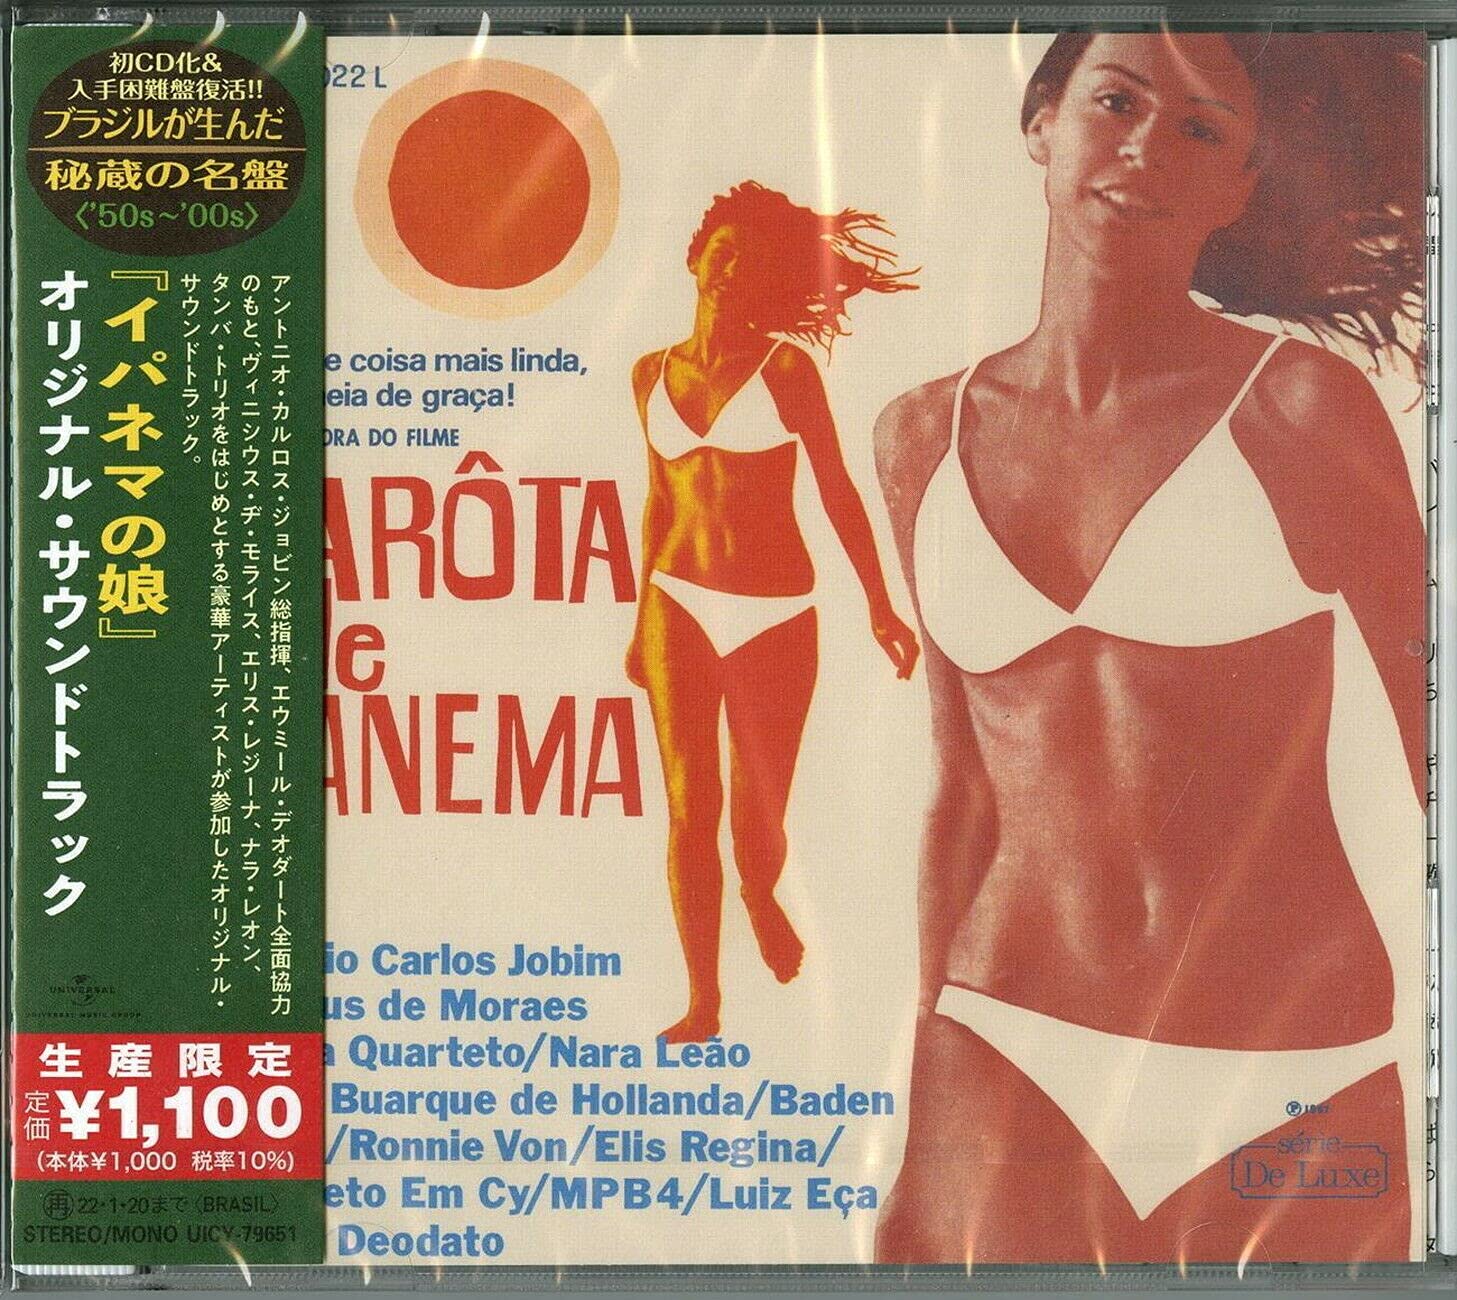 初CD化&
入手困難盤復活!!
ブラジルが生んだ
秘蔵の名盤
〈'50s～'00s〉
『イパネマの娘』
オリジナル・サウンドトラック
アントニオ・カルロス・ジョビン総指揮、エウミール・デオダート全面協力
のもと、ヴィニシウス・ヂ・モライス、エリス・レジーナ、ナラ・レオン、
タンバ・トリオをはじめとする豪華アーティストが参加したオリジナル・
サウンドトラック。
UNIVERSAL
UNIVERSAL MUSIC GROUP
生産限定
定価 ¥1,100
(本体¥1,000 税率10%)
再 22・1・20まで〈BRASIL〉
STEREO/MONO UICY-79651
022 L
e coisa mais linda,
eia de graça!
ORA DO FILME
ARÔTA
de
ANEMA
io Carlos Jobim
us de Moraes
a Quarteto/Nara Leão
Buarque de Hollanda/Baden
/Ronnie Von/Elis Regina/
eto Em Cy/MPB4/Luiz Eça
Deodato
℗ 1967
série
De Luxe